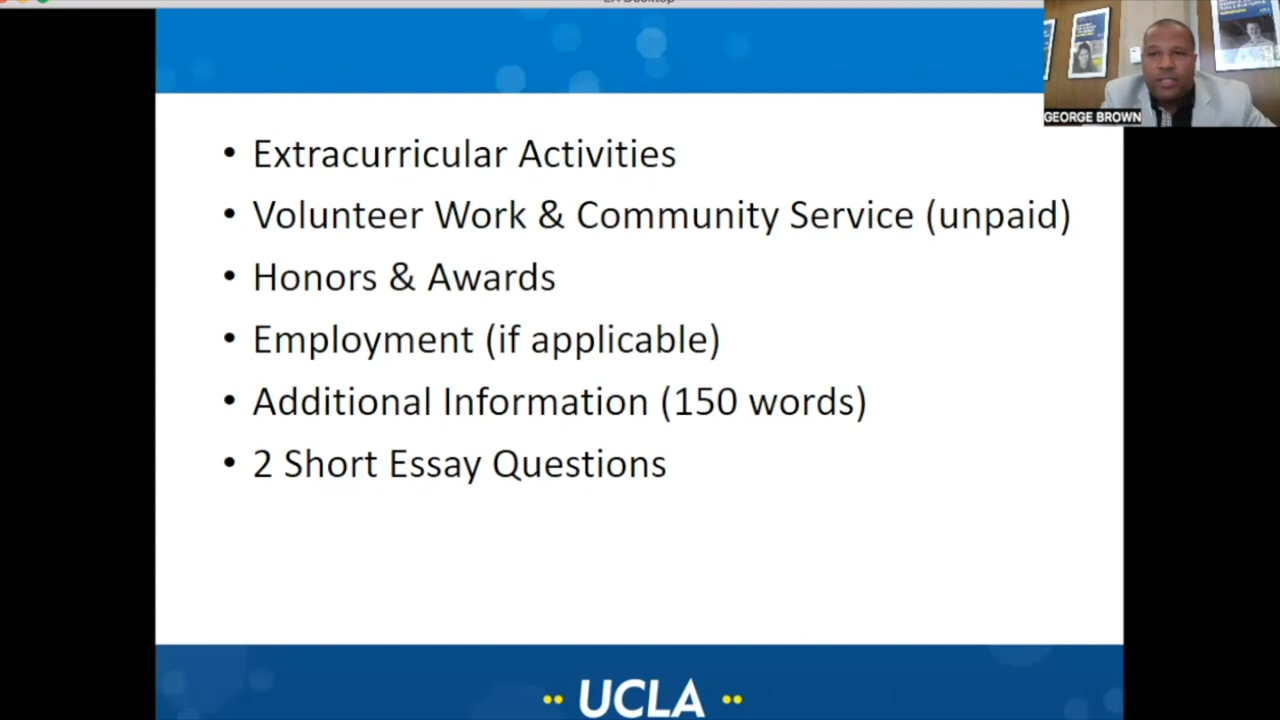 • Extracurricular Activities
• Volunteer Work & Community Service (unpaid)
• Honors & Awards
• Employment (if applicable)
• Additional Information (150 words)
• 2 Short Essay Questions
GEORGE BROWN
UCLA